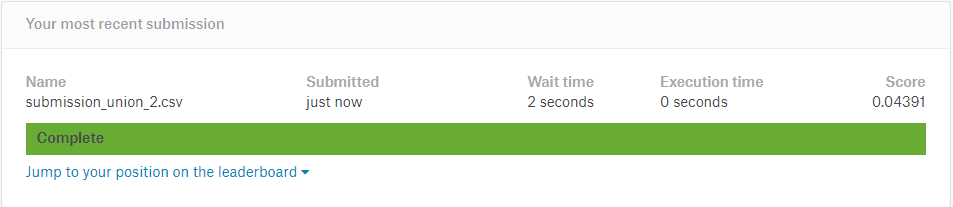 Your most recent submission
Name Submitted Wait time Execution time Score
submission_union_2.csv just now 2 seconds 0 seconds 0.04391
Complete
Jump to your position on the leaderboard